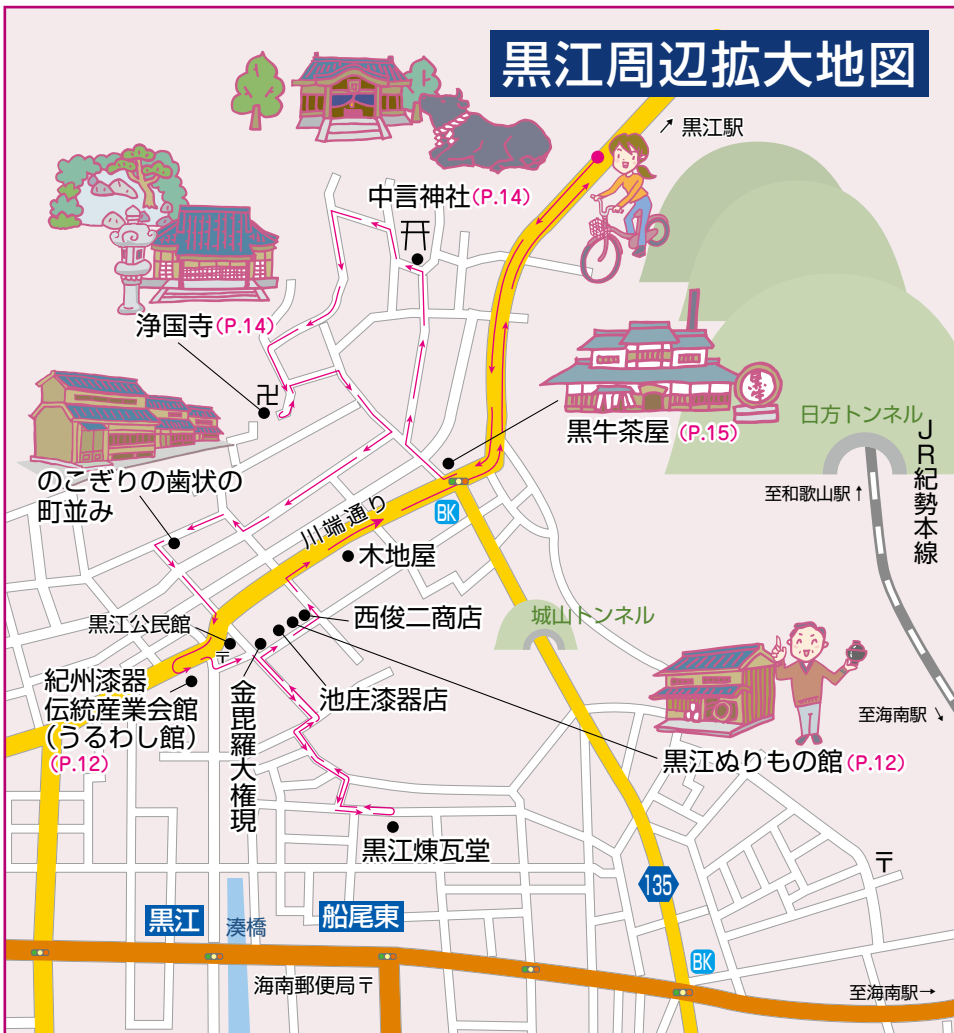 黒江周辺拡大地図
↗ 黒江駅
中言神社(P.14)
浄国寺(P.14)
黒牛茶屋 (P.15)
黒牛
日方トンネル
JR紀勢本線
至和歌山駅↑
のこぎりの歯状の
町並み
川端通り
BK
木地屋
城山トンネル
西俊二商店
黒江公民館
〒
紀州漆器
伝統産業会館
(うるわし館)
(P.12)
金毘羅大権現
池庄漆器店
至海南駅↘
黒江ぬりもの館(P.12)
黒江煉瓦堂
〒
135
黒江
湊橋
船尾東
BK
海南郵便局〒
至海南駅→